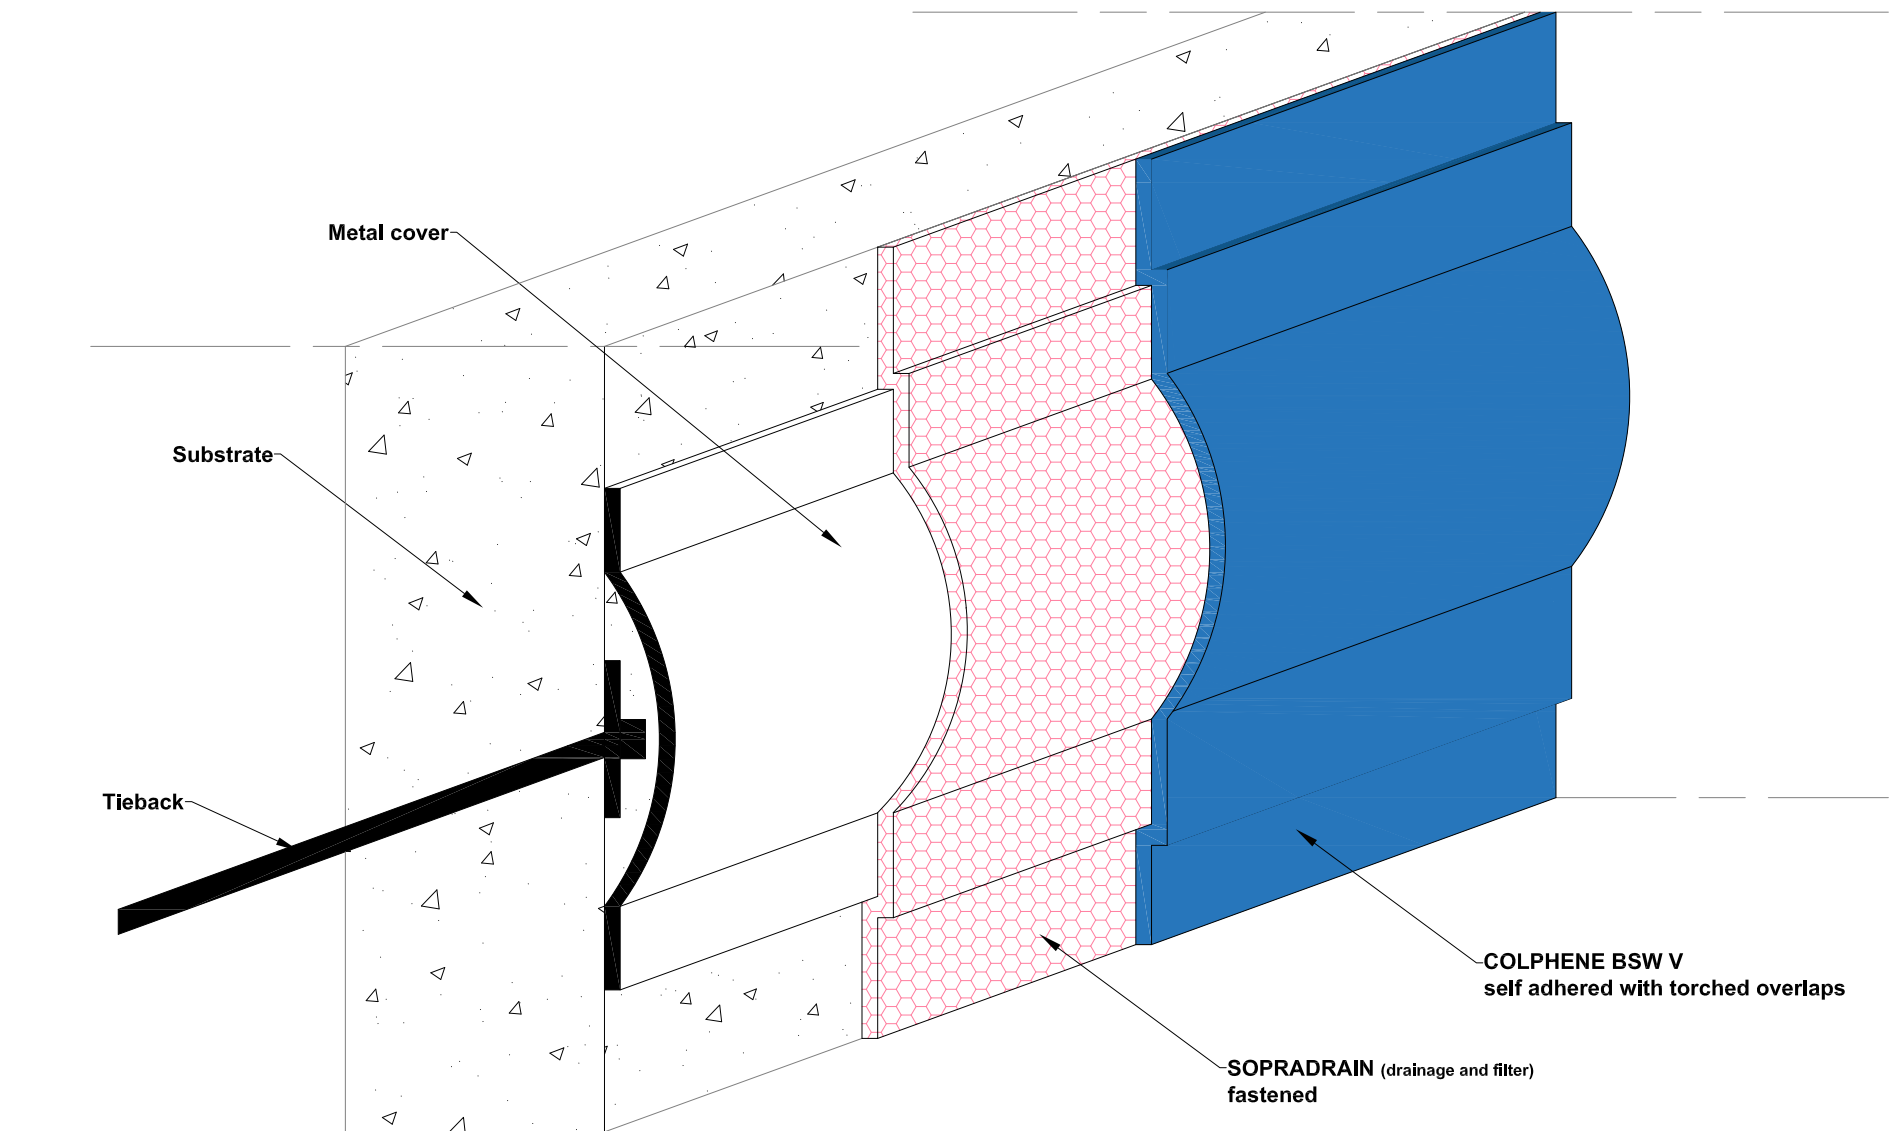 Metal cover
Substrate
Tieback
COLPHENE BSW V
self adhered with torched overlaps
SOPRADRAIN (drainage and filter)
fastened